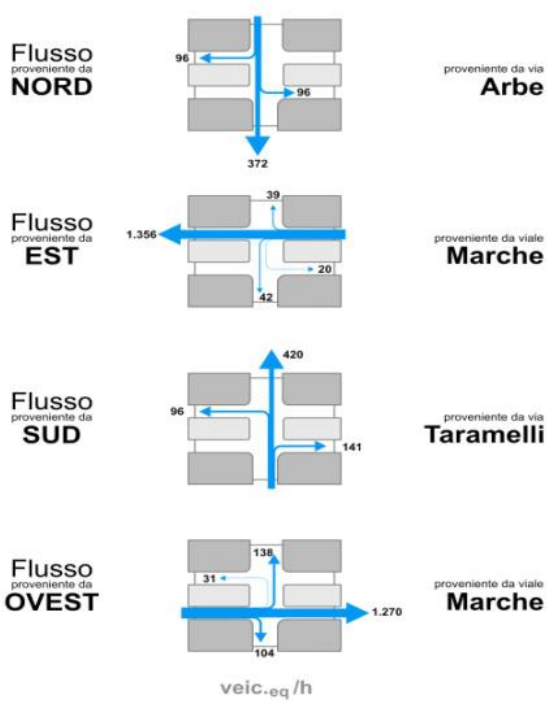 Flusso
proveniente da
NORD
96
96
372
proveniente da via
Arbe
Flusso
proveniente da
EST
39
1.356
20
42
proveniente da viale
Marche
Flusso
proveniente da
SUD
420
96
141
proveniente da via
Taramelli
Flusso
proveniente da
OVEST
138
31
1.270
104
proveniente da viale
Marche
veic.eq /h